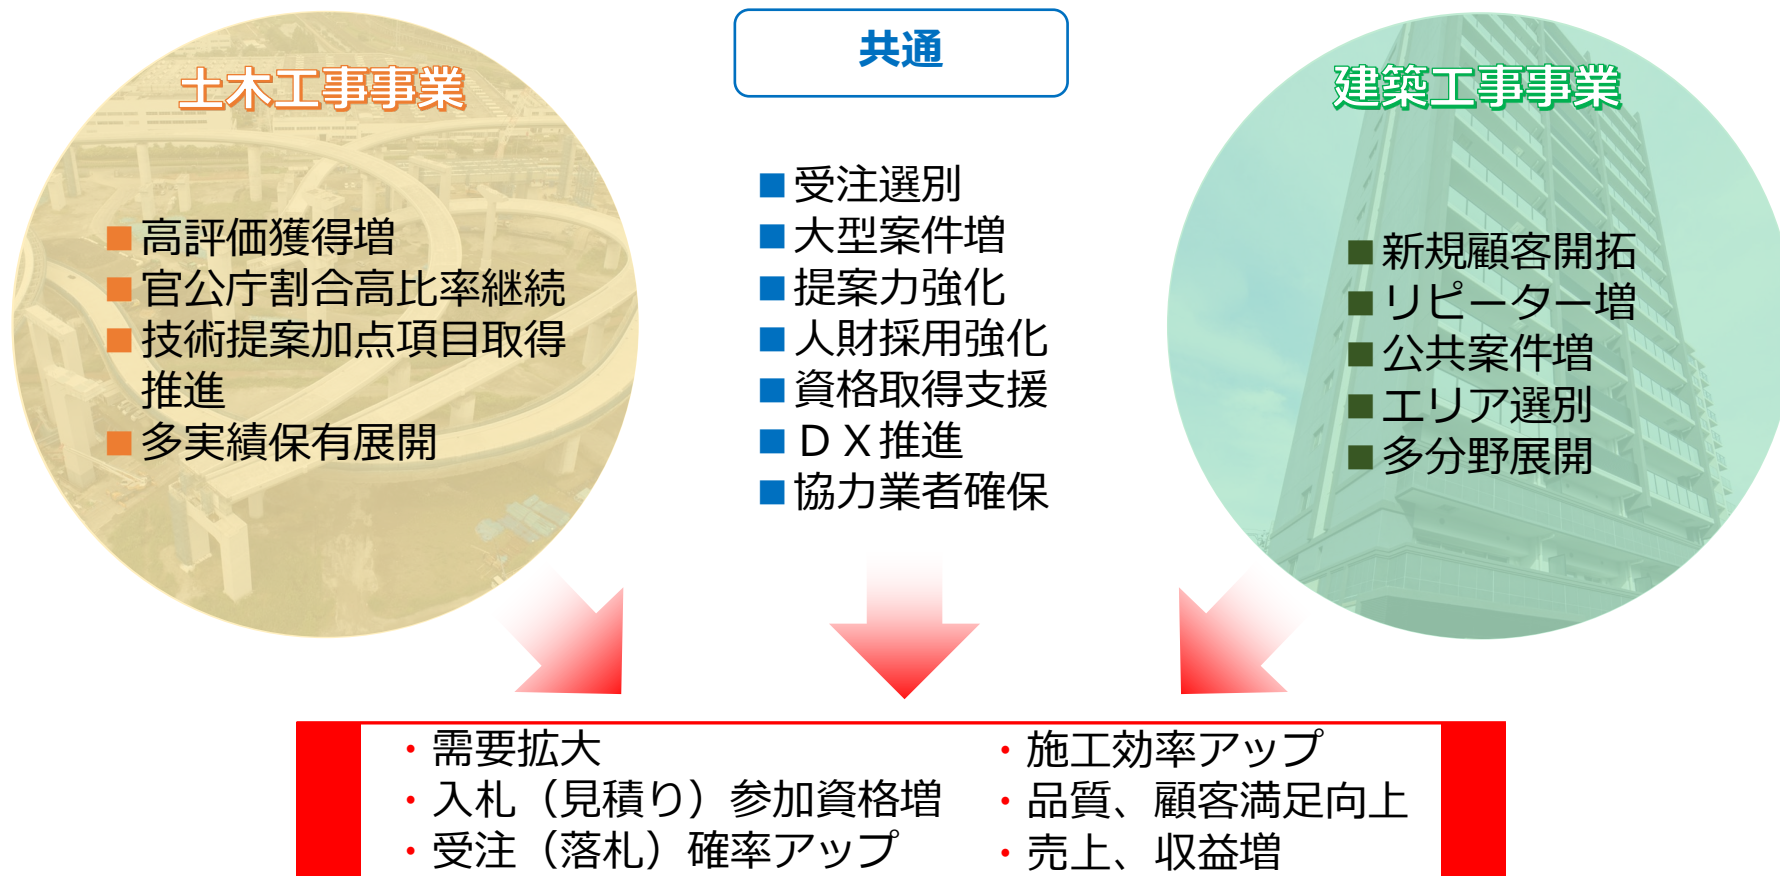 土木工事事業
■高評価獲得増
■官公庁割合高比率継続
■技術提案加点項目取得
推進
■多実績保有展開
共通
■受注選別
■大型案件増
■提案力強化
■人財採用強化
■資格取得支援
■ＤＸ推進
■協力業者確保
建築工事事業
■新規顧客開拓
■リピーター増
■公共案件増
■エリア選別
■多分野展開
・需要拡大
・入札（見積り）参加資格増
・受注（落札）確率アップ
・施工効率アップ
・品質、顧客満足向上
・売上、収益増